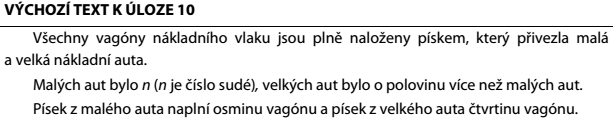 VÝCHOZÍ TEXT K ÚLOZE 10
Všechny vagóny nákladního vlaku jsou plně naloženy pískem, který přivezla malá
a velká nákladní auta.
Malých aut bylo n (n je číslo sudé), velkých aut bylo o polovinu více než malých aut.
Písek z malého auta naplní osminu vagónu a písek z velkého auta čtvrtinu vagónu.